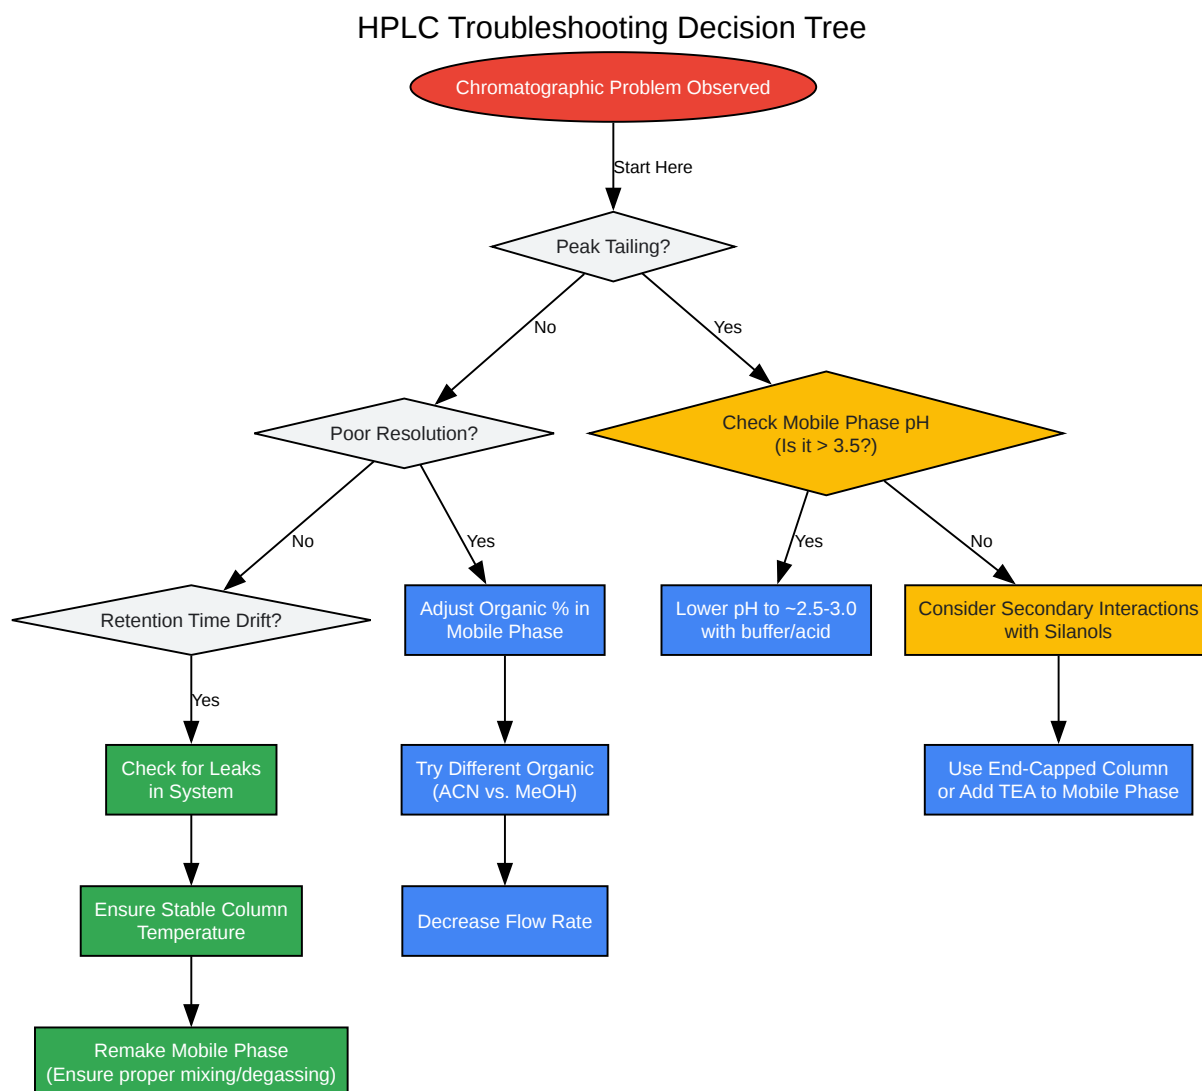 HPLC Troubleshooting Decision Tree
Chromatographic Problem Observed
Start Here
Peak Tailing?
No
Yes
Poor Resolution?
Check Mobile Phase pH
(Is it > 3.5?)
No
Yes
Yes
No
Retention Time Drift?
Adjust Organic % in
Mobile Phase
Lower pH to ~2.5-3.0
with buffer/acid
Consider Secondary Interactions
with Silanols
Yes
Check for Leaks
in System
Try Different Organic
(ACN vs. MeOH)
Use End-Capped Column
or Add TEA to Mobile Phase
Ensure Stable Column
Temperature
Decrease Flow Rate
Remake Mobile Phase
(Ensure proper mixing/degassing)